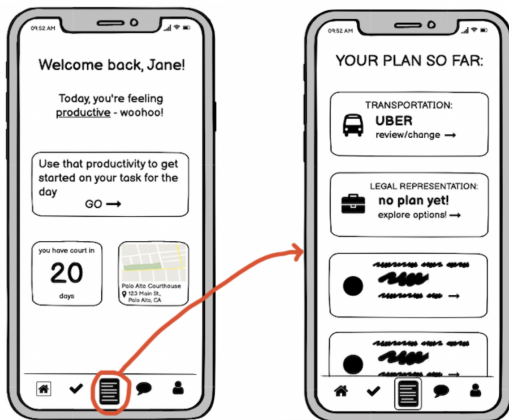 09:52 AM
Welcome back, Jane!
Today, you're feeling
productive - woohoo!
Use that productivity to get
started on your task for the
day
GO →
you have court in
20
days
Palo Alto Courthouse
123 Main St,
Palo Alto, CA
09:52 AM
YOUR PLAN SO FAR:
TRANSPORTATION:
UBER
review/change →
LEGAL REPRESENTATION:
no plan yet!
explore options! →